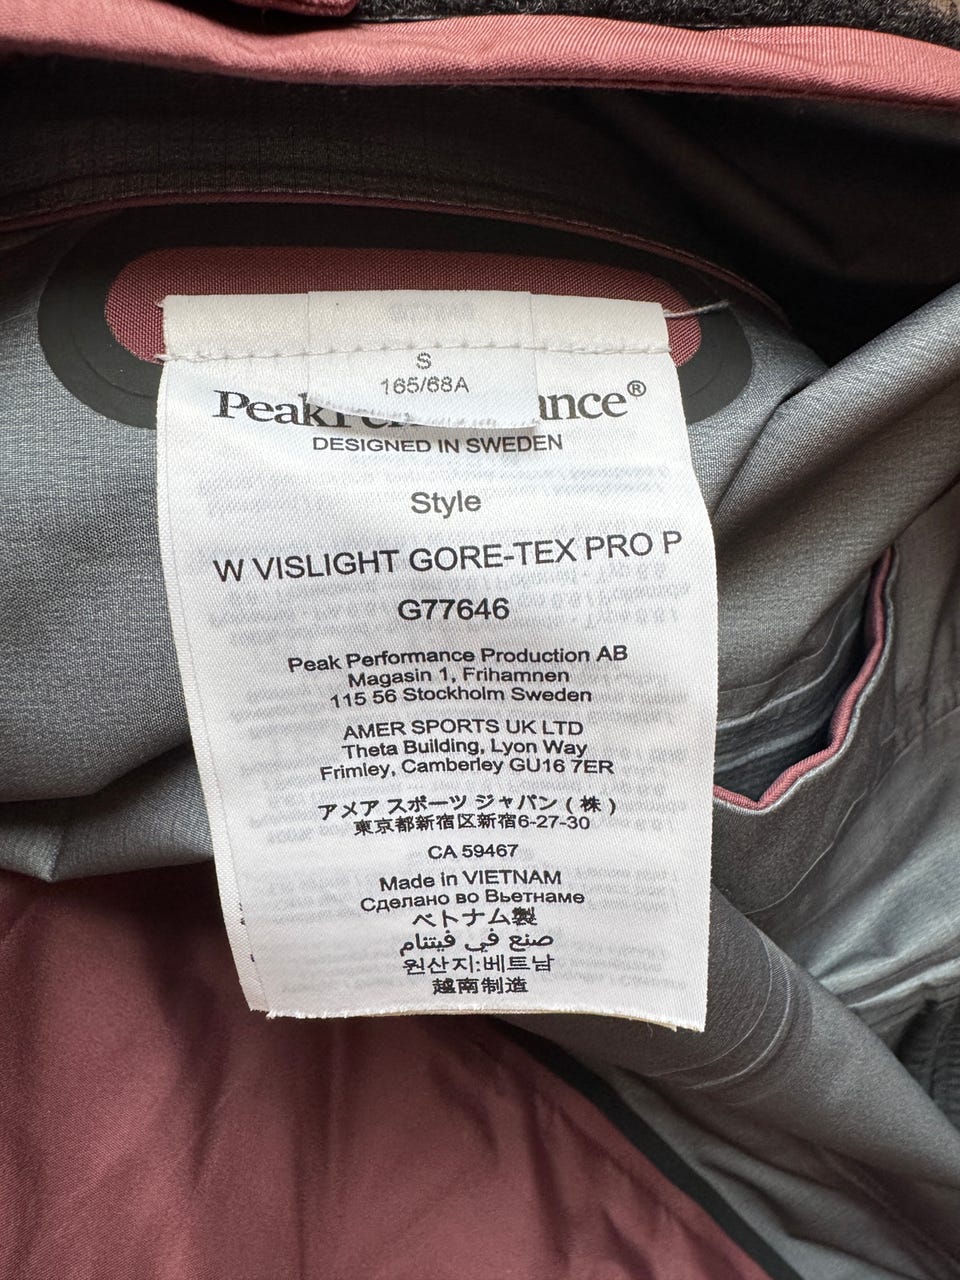 S
165/68A
Peak Performance®
DESIGNED IN SWEDEN
Style
W VISLIGHT GORE-TEX PRO P
G77646
Peak Performance Production AB
Magasin 1, Frihamnen
115 56 Stockholm Sweden
AMER SPORTS UK LTD
Theta Building, Lyon Way
Frimley, Camberley GU16 7ER
アメア スポーツ ジャパン ( 株 )
東京都新宿区新宿6-27-30
CA 59467
Made in VIETNAM
Сделано во Вьетнаме
ベトナム製
صنع في فيتنام
원산지:베트남
越南制造